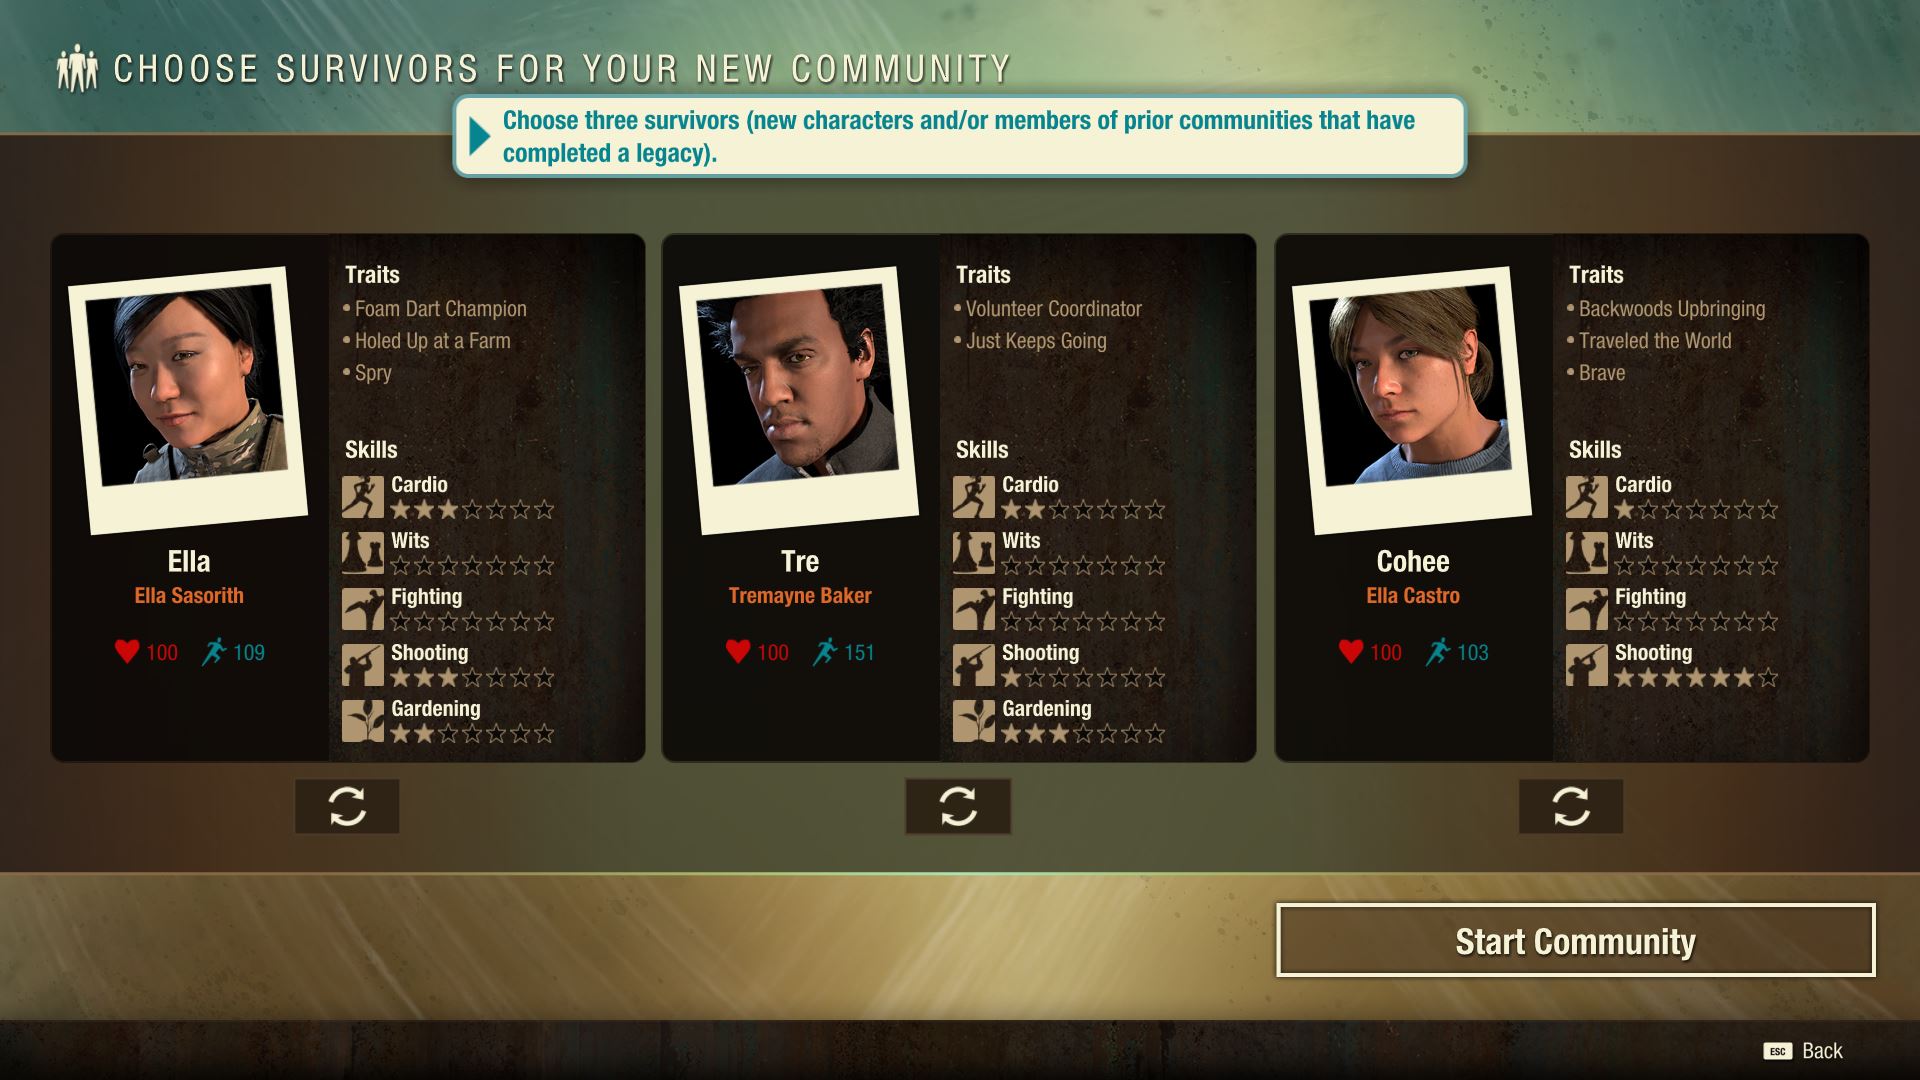 CHOOSE SURVIVORS FOR YOUR NEW COMMUNITY
Choose three survivors (new characters and/or members of prior communities that have
completed a legacy).
Ella
Ella Sasorith
100 109
Traits
• Foam Dart Champion
• Holed Up at a Farm
• Spry
Skills
Cardio
Wits
Fighting
Shooting
Gardening
Tre
Tremayne Baker
100 151
Traits
• Volunteer Coordinator
• Just Keeps Going
Skills
Cardio
Wits
Fighting
Shooting
Gardening
Cohee
Ella Castro
100 103
Traits
• Backwoods Upbringing
• Traveled the World
• Brave
Skills
Cardio
Wits
Fighting
Shooting
Start Community
ESC Back